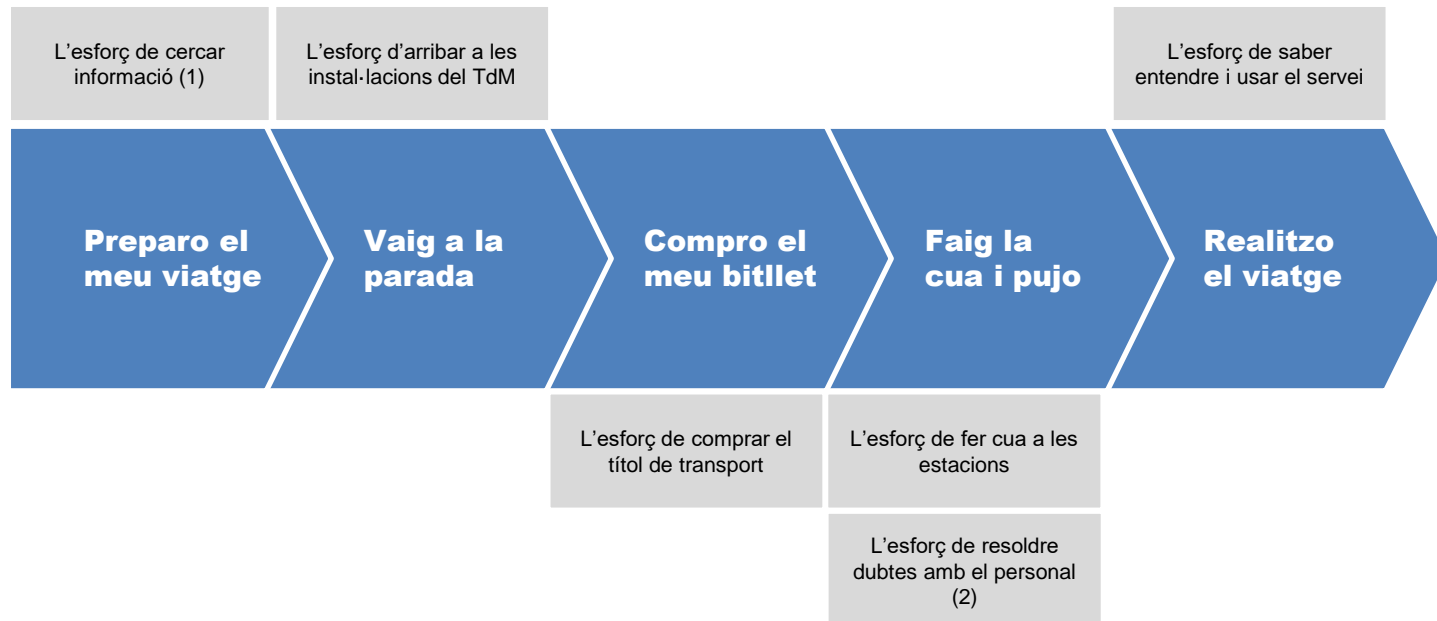 L'esforç de cercar
informació (1)
L'esforç d'arribar a les
instal·lacions del TdM
L'esforç de saber
entendre i usar el servei
Preparo el
meu viatge
Vaig a la
parada
Compro el
meu bitllet
Faig la
cua i pujo
Realitzo
el viatge
L'esforç de comprar el
títol de transport
L'esforç de fer cua a les
estacions
L'esforç de resoldre
dubtes amb el personal
(2)